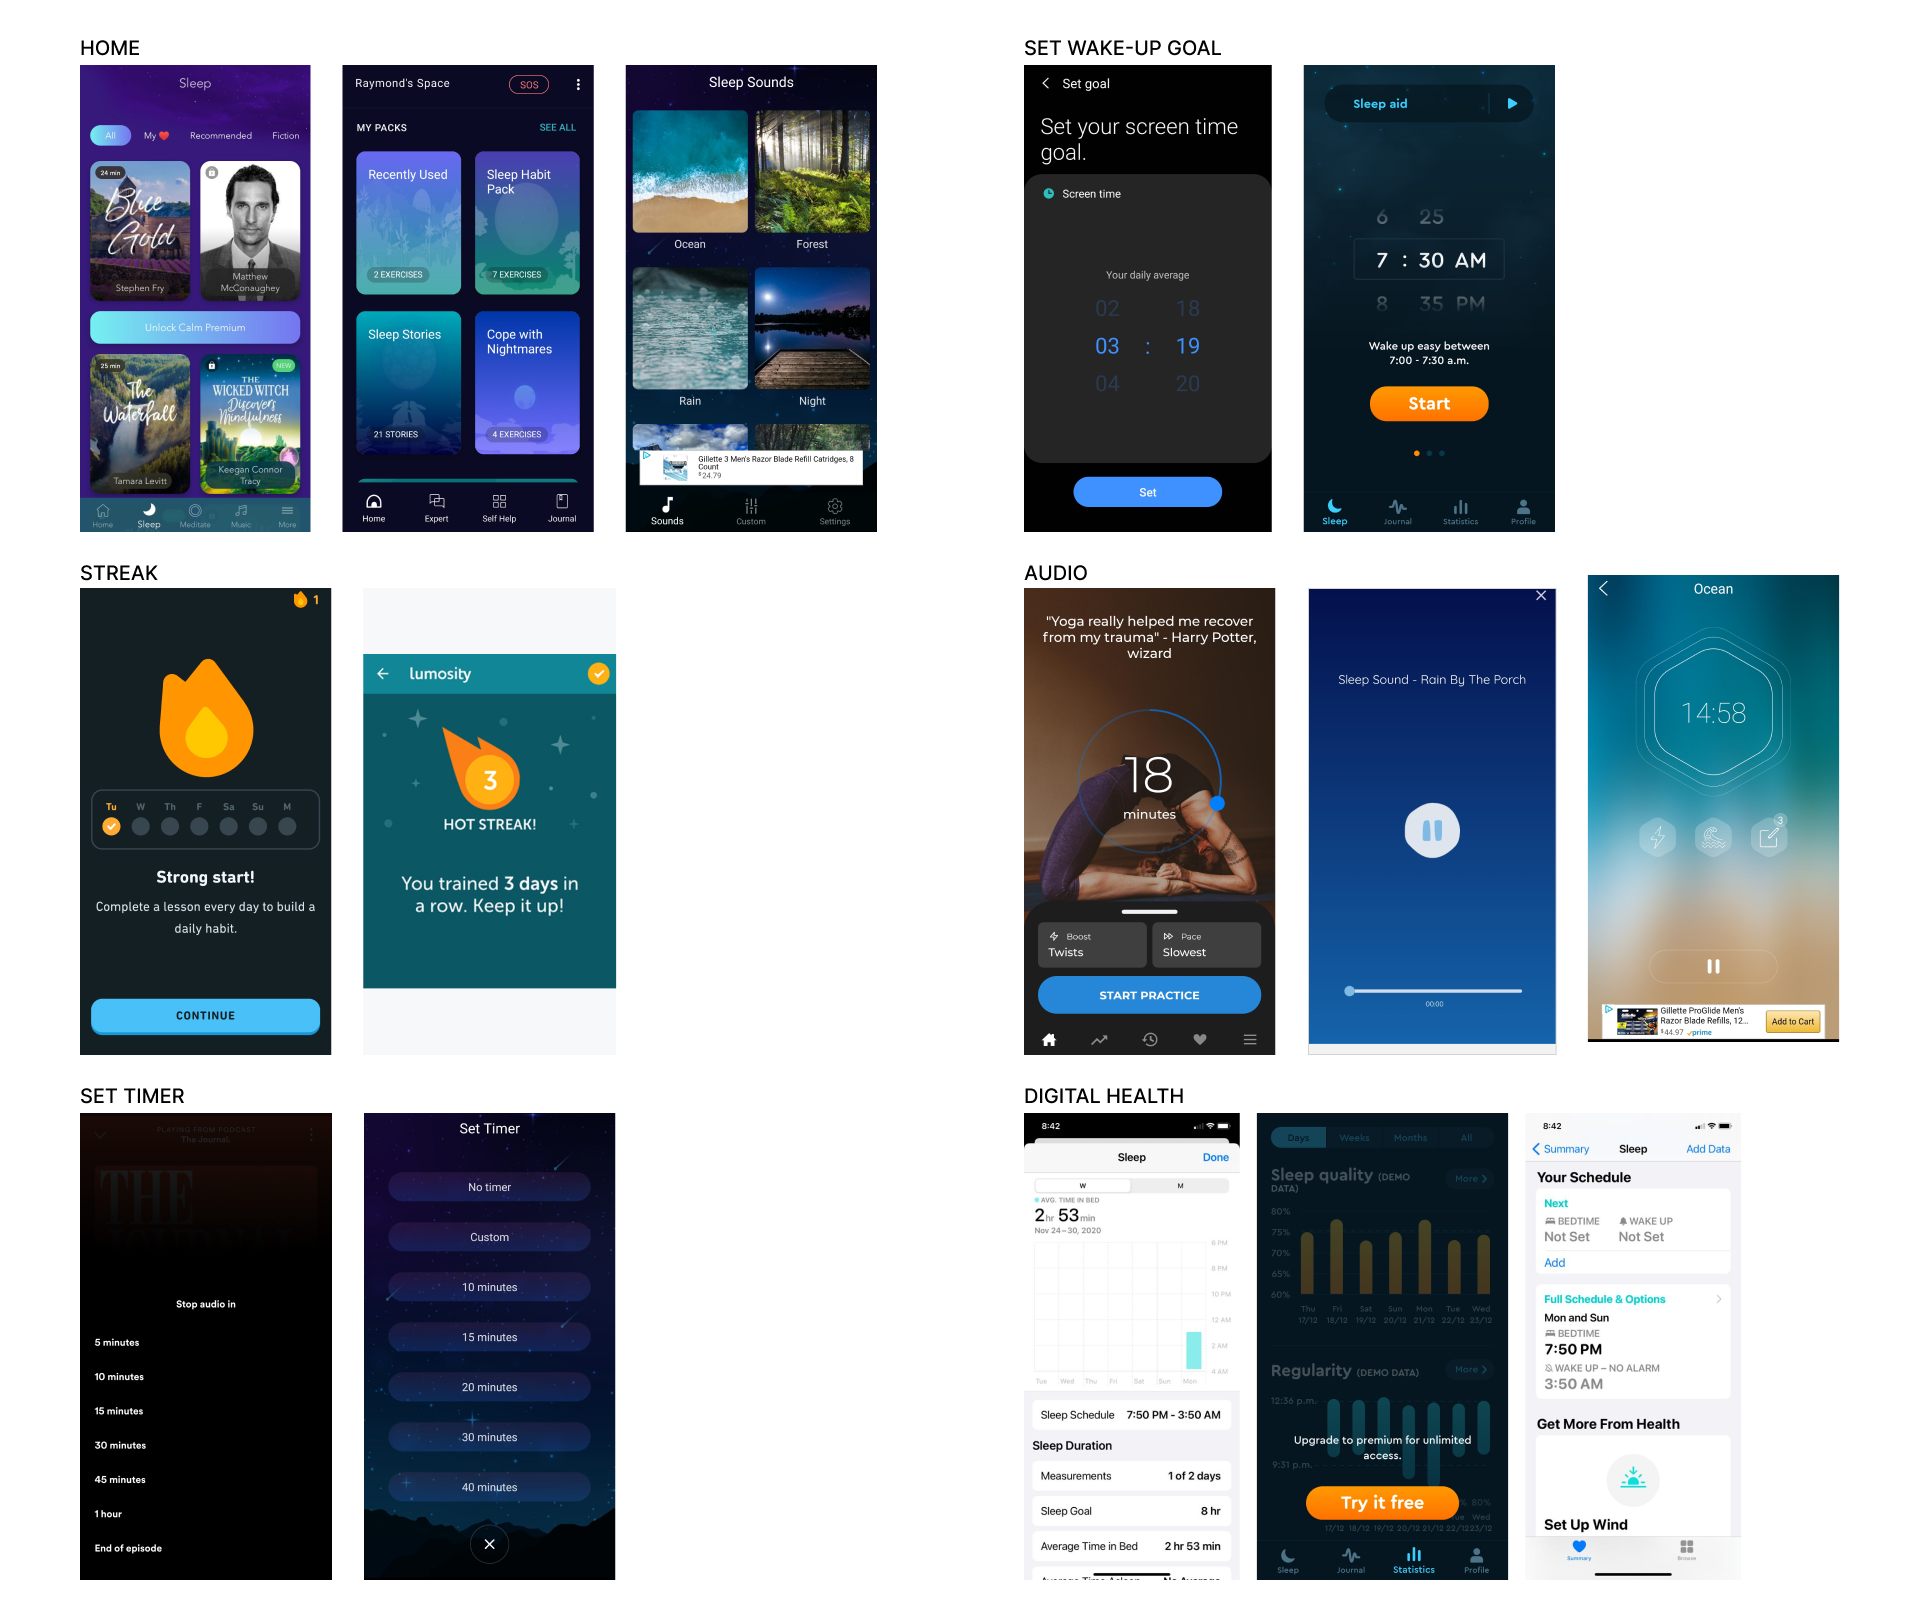 HOME
Sleep
All My Recommended Fiction
24 min
Blue
Gold
Stephen Fry
Matthew
McConaughey
Unlock Calm Premium
25 min
The
Waterfall
Tamara Levitt
NEW
THE
WICKED WITCH
Discovers
Mindfulness
Keegan Connor
Tracy
Home Sleep Meditate Music More
Raymond's Space SOS
MY PACKS SEE ALL
Recently Used
2 EXERCISES
Sleep Habit
Pack
7 EXERCISES
Sleep Stories
21 STORIES
Cope with
Nightmares
4 EXERCISES
Home Expert Self Help Journal
Sleep Sounds
Ocean Forest
Rain Night
Gillette 3 Men's Razor Blade Refill Catridges, 8
Count
$24.79
Sounds Custom Settings
SET WAKE-UP GOAL
Set goal
Set your screen time
goal.
Screen time
Your daily average
02 18
03 : 19
04 20
Set
Sleep aid
6 25
7 : 30 AM
8 35 PM
Wake up easy between
7:00 - 7:30 a.m.
Start
Sleep Journal Statistics Profile
STREAK
1
Tu W Th F Sa Su M
Strong start!
Complete a lesson every day to build a
daily habit.
CONTINUE
lumosity
3
HOT STREAK!
You trained 3 days in
a row. Keep it up!
AUDIO
"Yoga really helped me recover
from my trauma" - Harry Potter,
wizard
18
minutes
Boost
Twists
Pace
Slowest
START PRACTICE
Sleep Sound - Rain By The Porch
00:00
Ocean
14:58
3
Gillette ProGlide Men's
Razor Blade Refills, 12...
$44.97 prime
Add to Cart
SET TIMER
PLAYING FROM PODCAST
The Journal.
THE
Stop audio in
5 minutes
10 minutes
15 minutes
30 minutes
45 minutes
1 hour
End of episode
Set Timer
No timer
Custom
10 minutes
15 minutes
20 minutes
30 minutes
40 minutes
DIGITAL HEALTH
8:42
Sleep Done
W M
AVG. TIME IN BED
2 hr 53 min
Nov 24–30, 2020
6 PM
8 PM
10 PM
12 AM
2 AM
4 AM
Tue Wed Thu Fri Sat Sun Mon
Sleep Schedule 7:50 PM - 3:50 AM
Sleep Duration
Measurements 1 of 2 days
Sleep Goal 8 hr
Average Time in Bed 2 hr 53 min
Days Weeks Months All
Sleep quality (DEMO
DATA)
More
80%
75%
70%
65%
60%
Thu Fri Sat Sun Mon Tue Wed
17/12 18/12 19/12 20/12 21/12 22/12 23/12
Regularity (DEMO DATA) More
12:36 p.m.
Upgrade to premium for unlimited
access.
9:31 p.m.
Try it free
80%
Tue Wed
17/12 18/12 19/12 20/12 21/12 22/12 23/12
Sleep Journal Statistics Profile
8:42
Summary Sleep Add Data
Your Schedule
Next
BEDTIME WAKE UP
Not Set Not Set
Add
Full Schedule & Options
Mon and Sun
BEDTIME
7:50 PM
WAKE UP – NO ALARM
3:50 AM
Get More From Health
Set Up Wind
Summary Browse